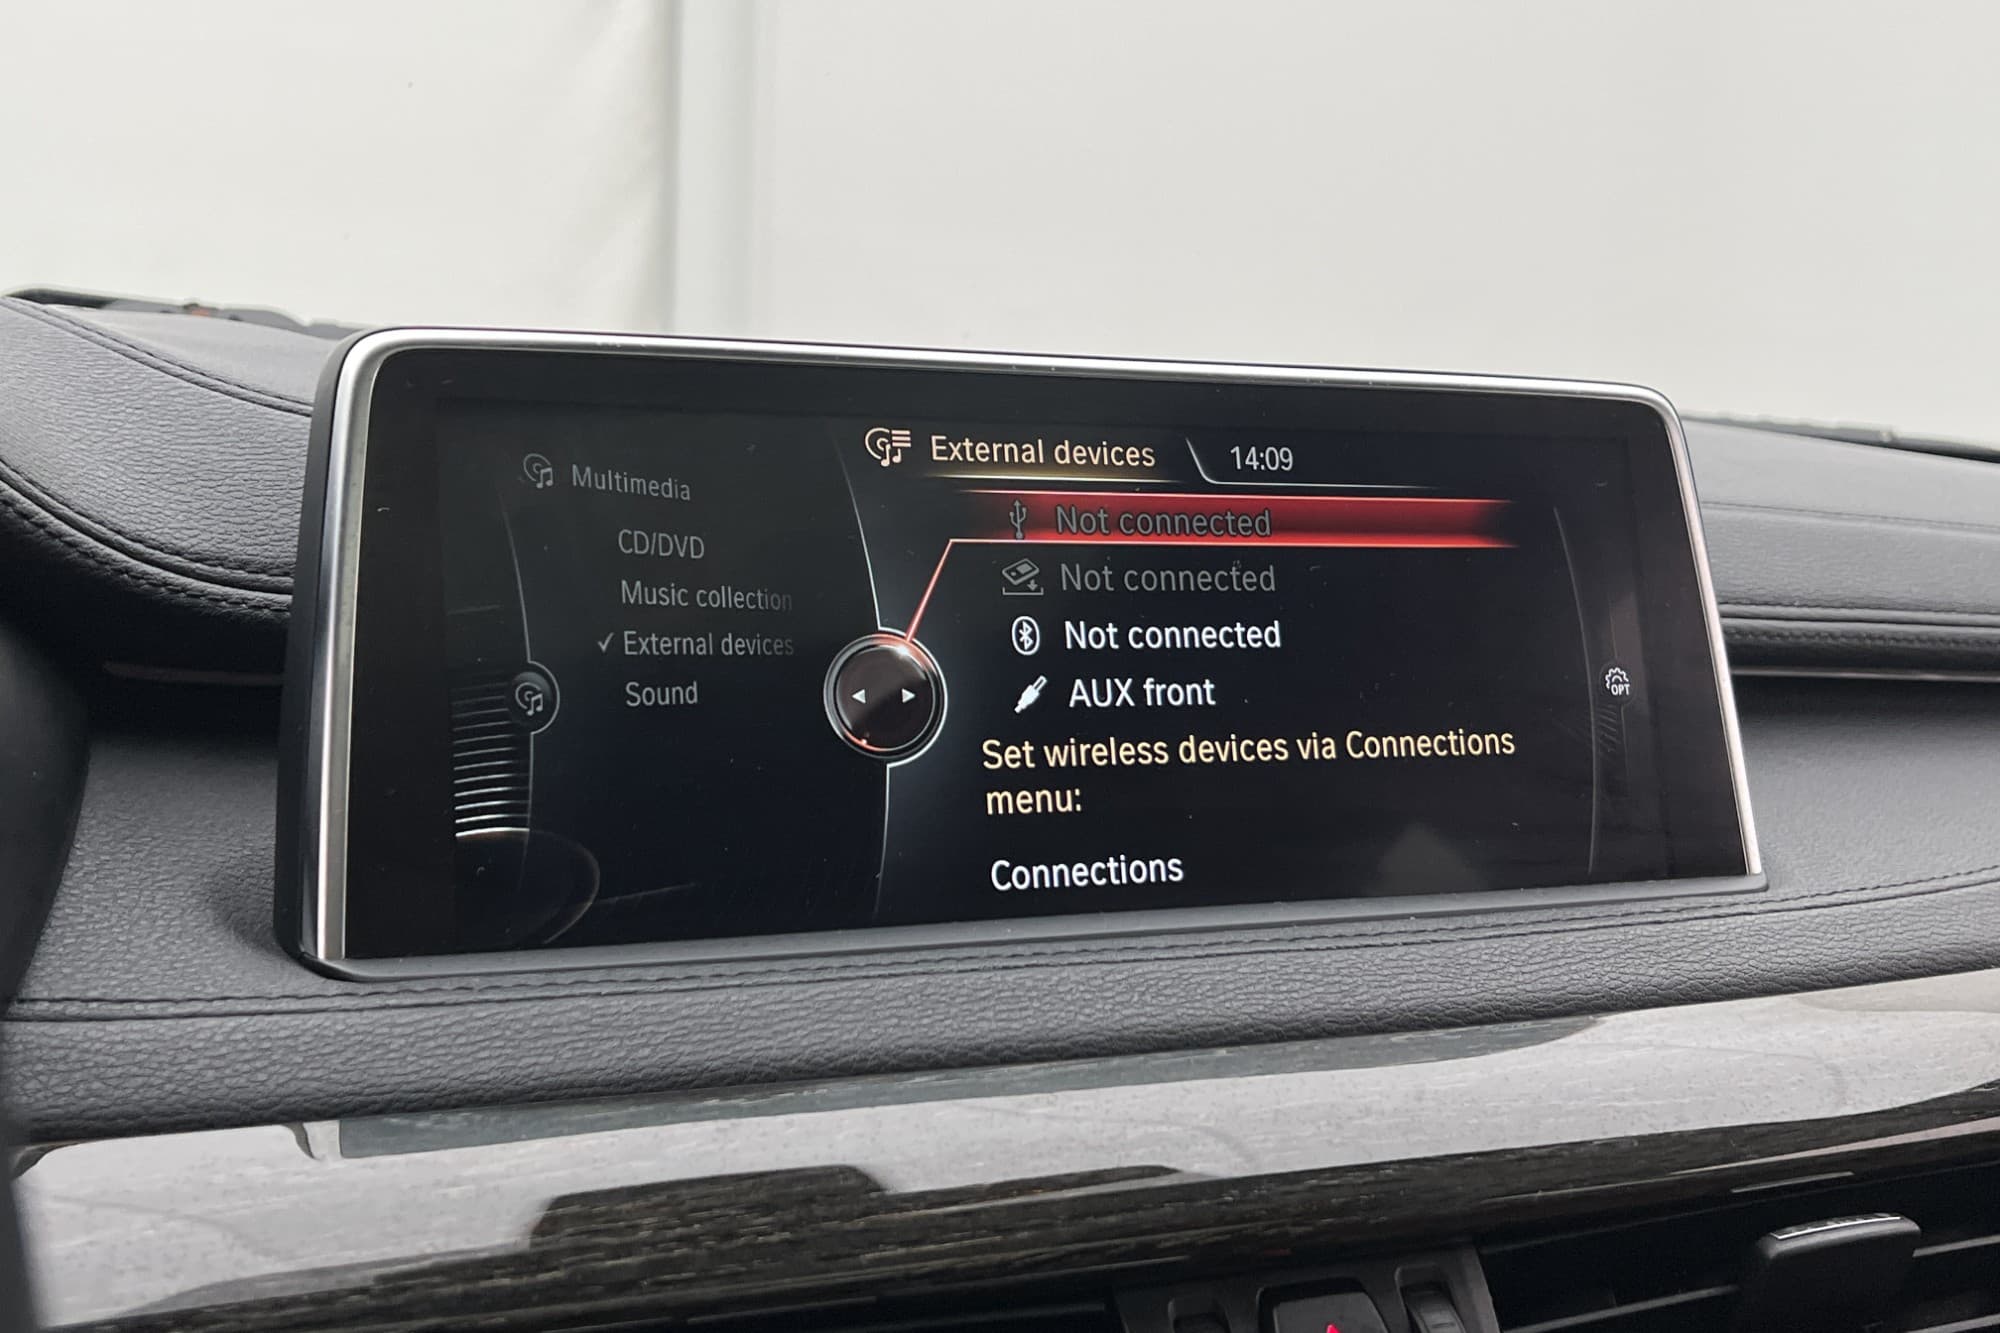 Multimedia
CD/DVD
Music collection
✓ External devices
Sound
External devices
14:09
Not connected
Not connected
Not connected
AUX front
Set wireless devices via Connections
menu:
Connections
OPT